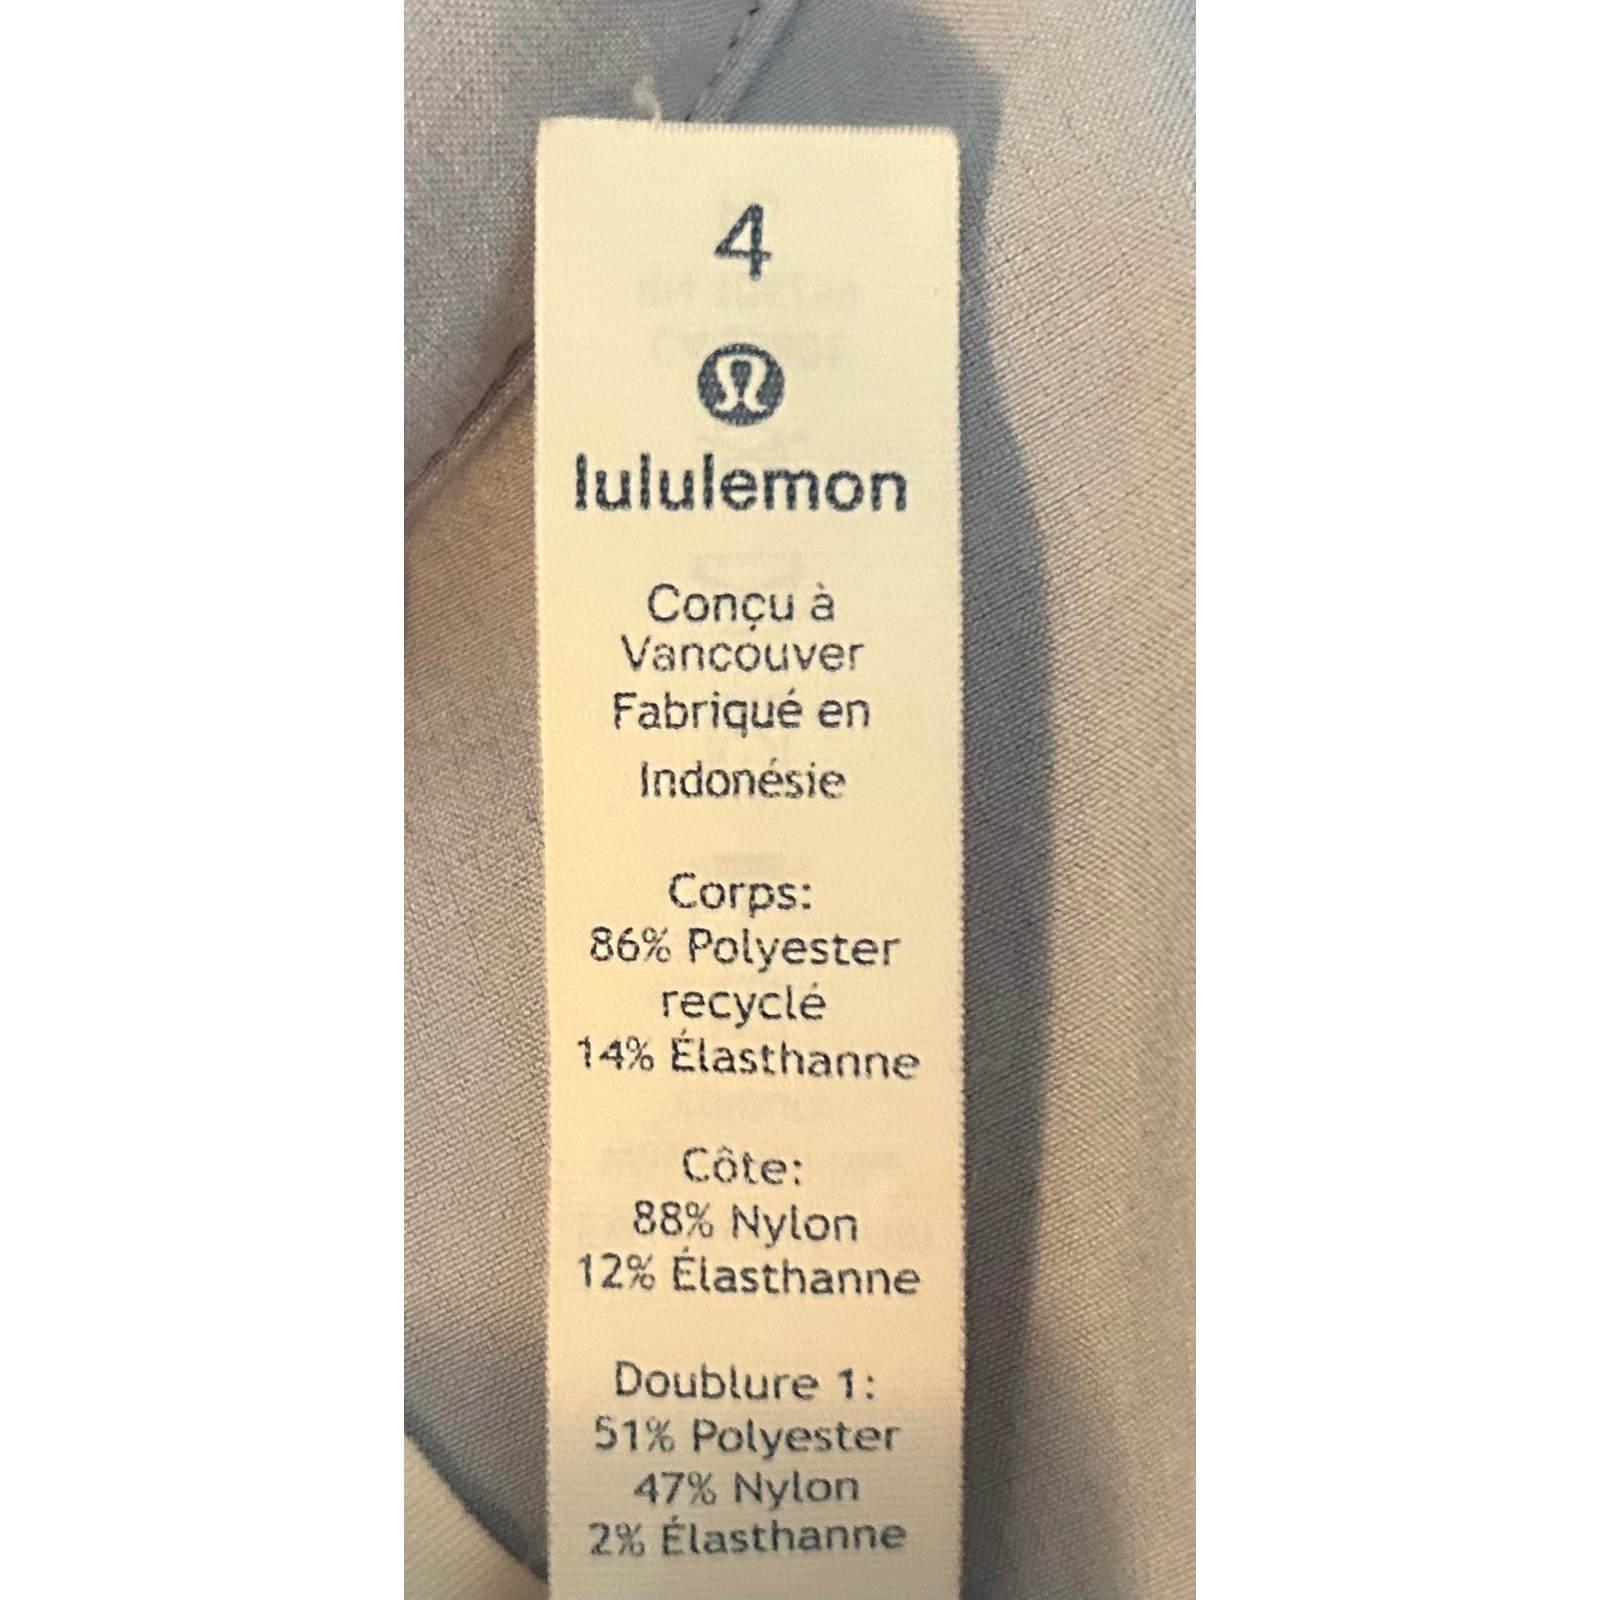 4
lululemon
Conçu à
Vancouver
Fabriqué en
Indonésie
Corps:
86% Polyester
recyclé
14% Élasthanne
Côte:
88% Nylon
12% Élasthanne
Doublure 1:
51% Polyester
47% Nylon
2% Élasthanne